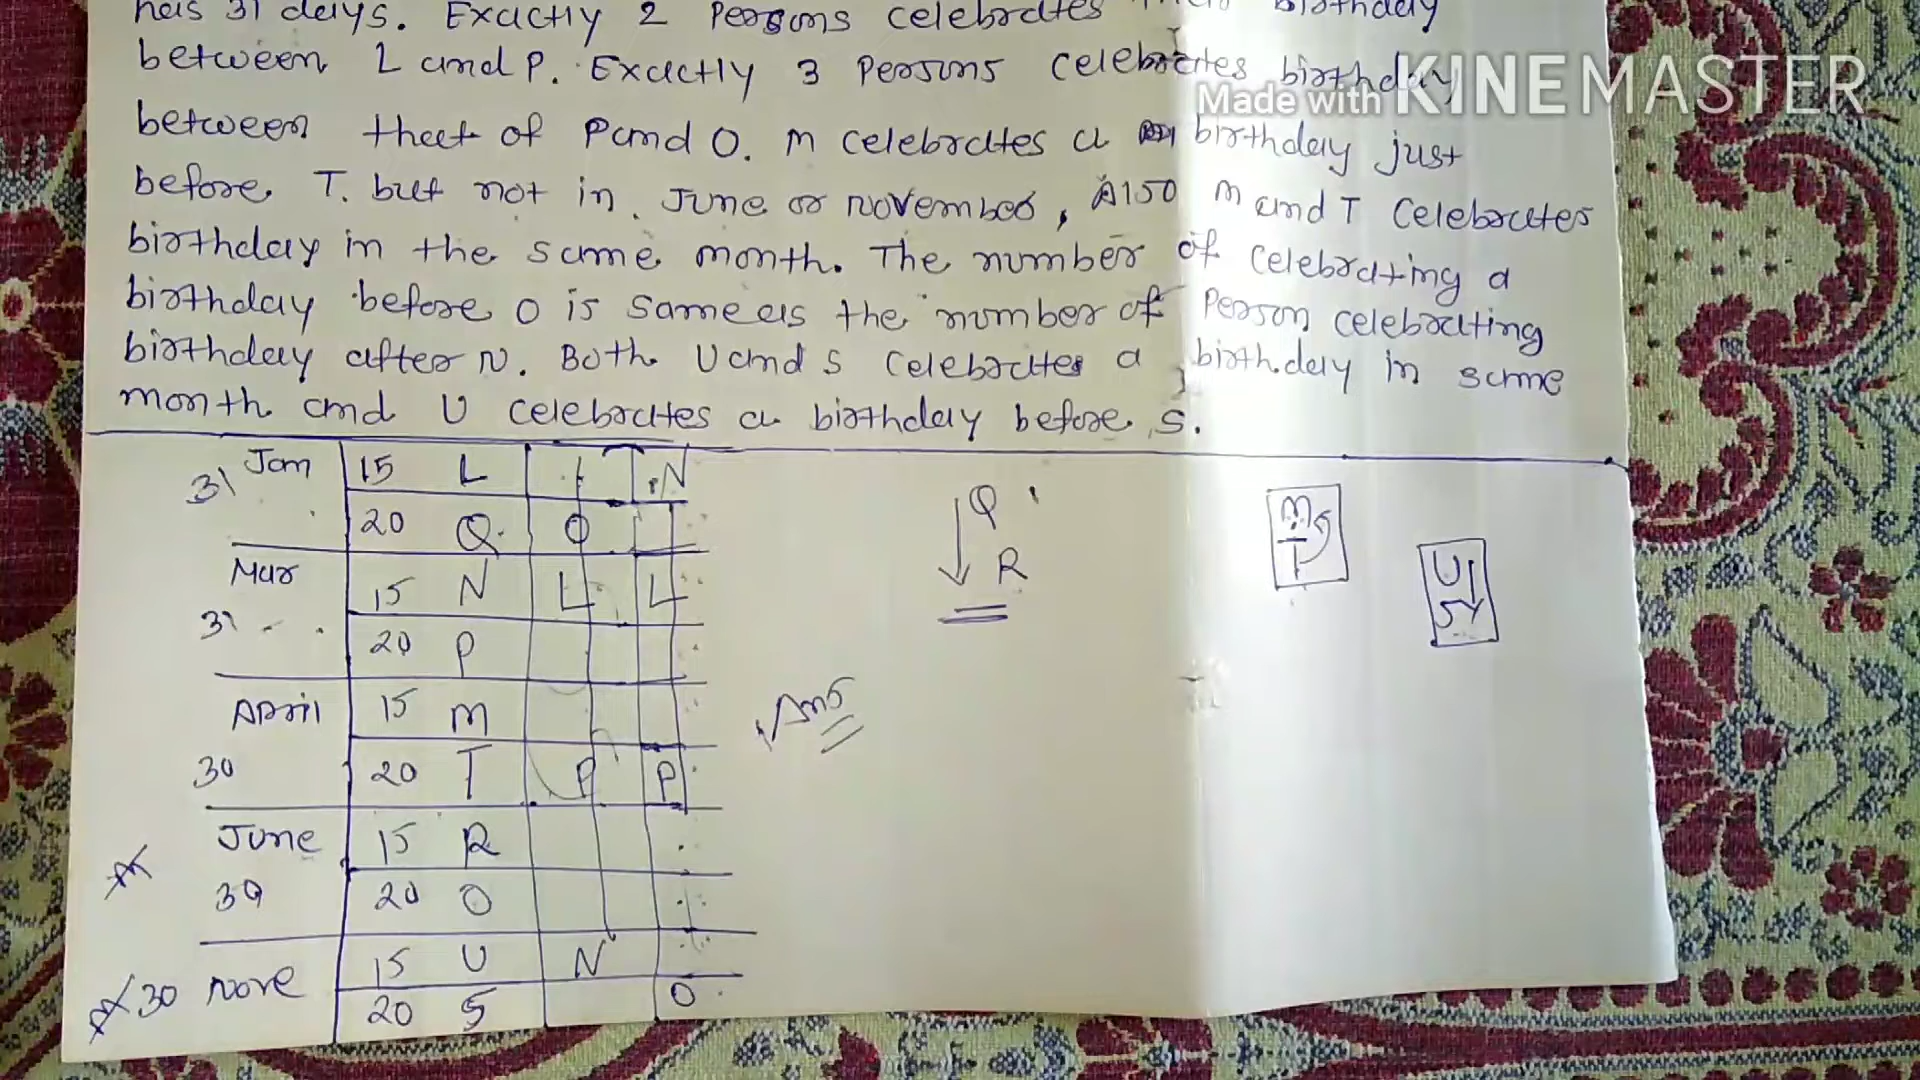 has 31 days. Exactly 2 Persons celebrates birthday
between L and P. Exactly 3 Persons celebrates birthday
Made with KINEMASTER
between that of P and O. M celebrates a birthday just
before T. but not in June or november, Also m and T celebrates
birthday in the same month. The number of celebrating a
birthday before O is same as the number of Person celebrating
birthday after N. Both U and S celebrates a birthday in same
month and U celebrates a birthday before S.
Jan 15 L N
31
20 Q O
Q
Mar 15 N L L
31
R
20 P
M
T
U
S
April 15 M
30 20 T P P
Ans
June 15 R
30 20 O
30 Nove 15 U N
20 S O